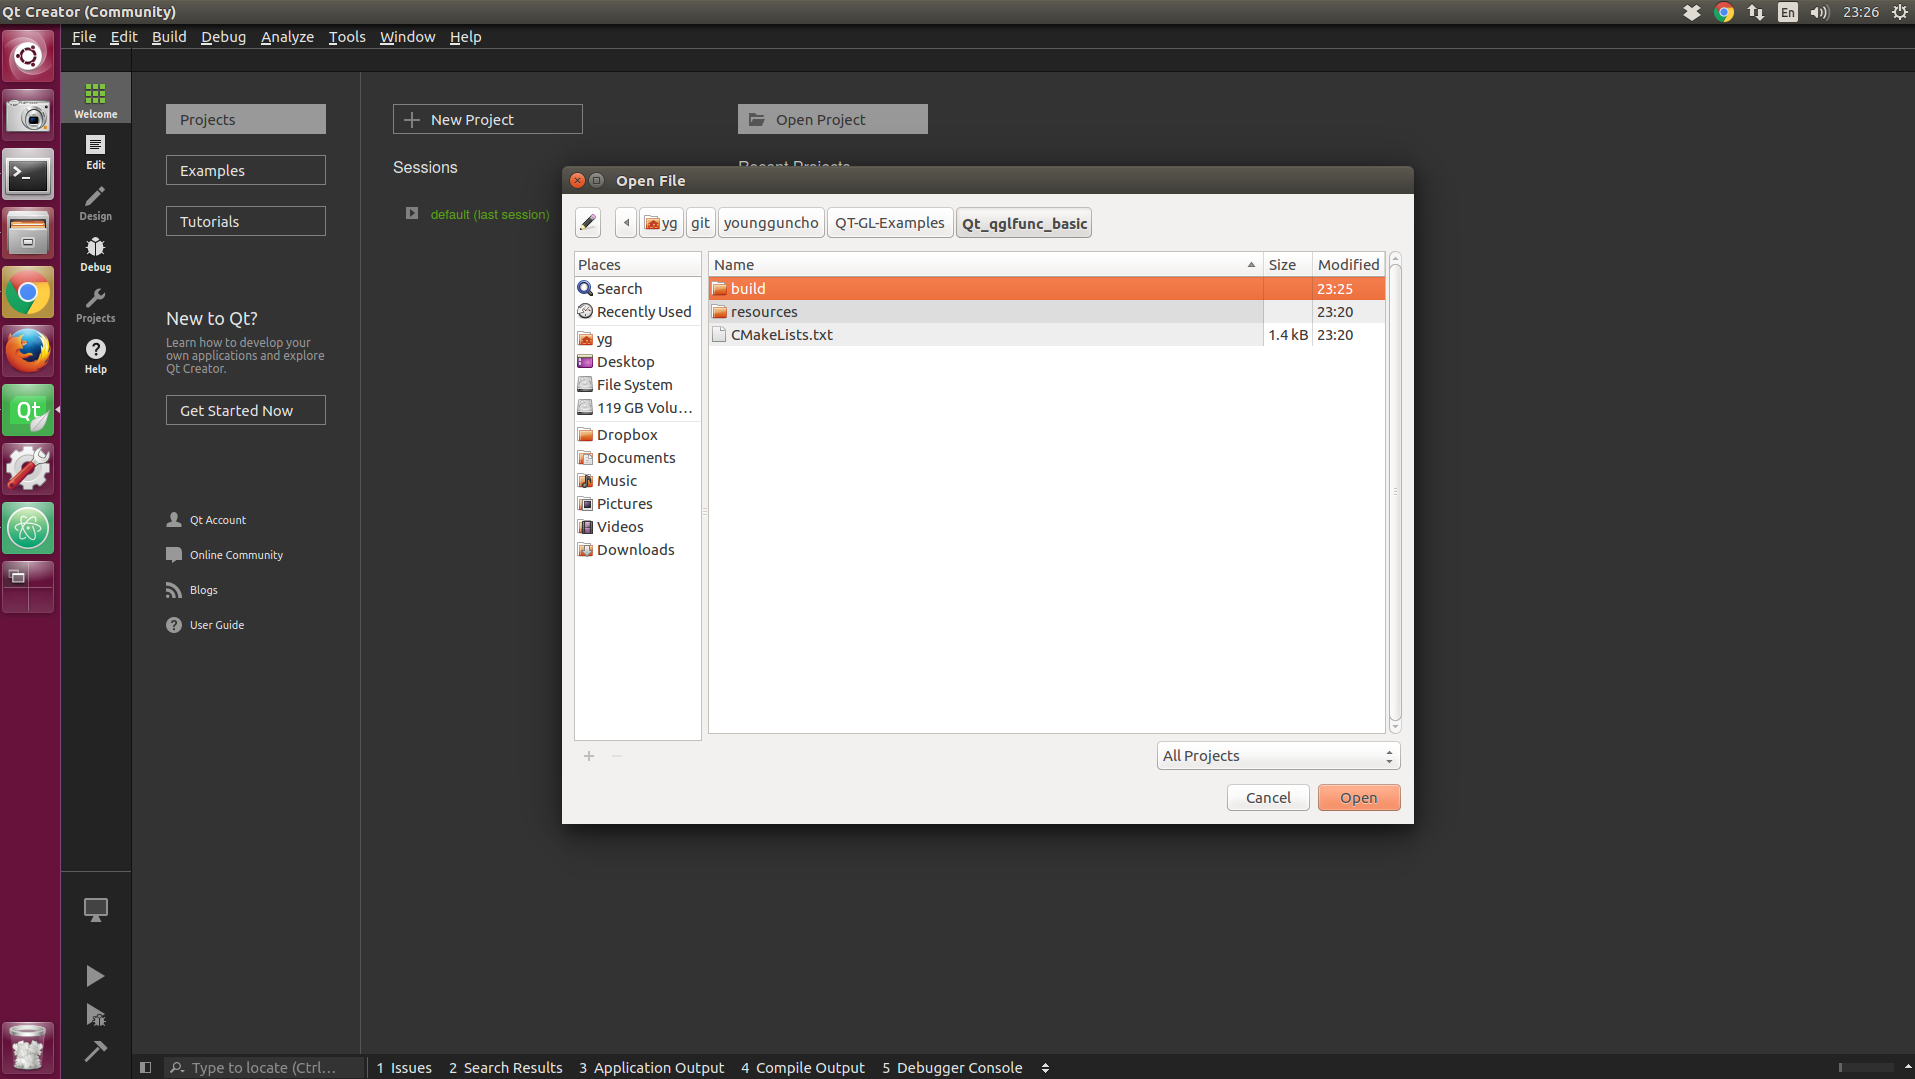 Qt Creator (Community)
En
23:26
File Edit Build Debug Analyze Tools Window Help
Welcome
Edit
Design
Debug
Projects
Help
Projects
Examples
Tutorials
New to Qt?
Learn how to develop your
own applications and explore
Qt Creator.
Get Started Now
Qt Account
Online Community
Blogs
User Guide
New Project
Open Project
Sessions
Recent Projects
default (last session)
Open File
yg git youngguncho QT-GL-Examples Qt_qglfunc_basic
Places
Search
Recently Used
yg
Desktop
File System
119 GB Volu...
Dropbox
Documents
Music
Pictures
Videos
Downloads
Name Size Modified
build 23:25
resources 23:20
CMakeLists.txt 1.4 kB 23:20
All Projects
Cancel Open
Qt
Type to locate (Ctrl...
1 Issues 2 Search Results 3 Application Output 4 Compile Output 5 Debugger Console